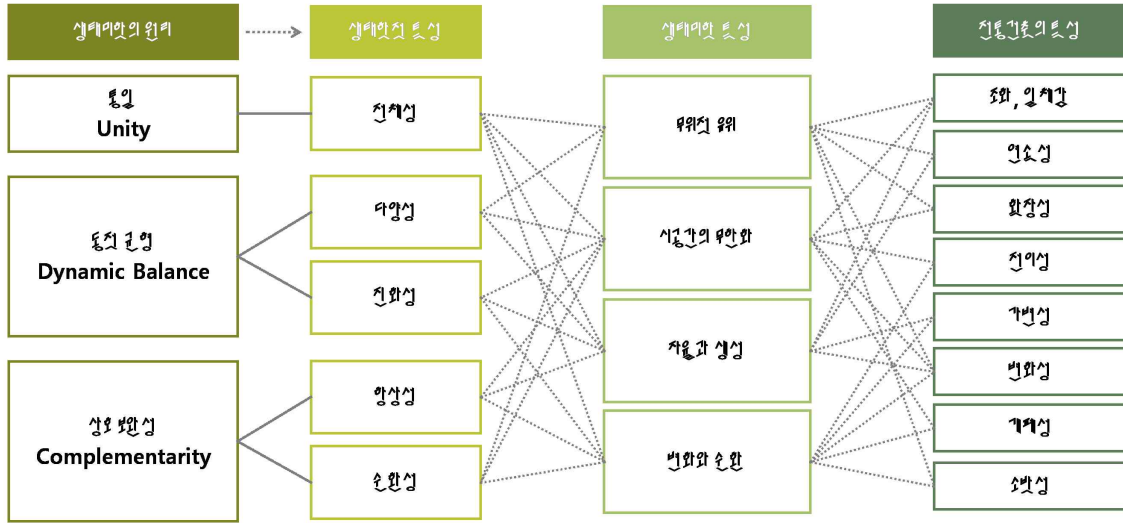 생태미학의 원리
생태학적 특성
생태미학 특성
전통건축의 특성
통일
Unity
동적 균형
Dynamic Balance
상호 보완성
Complementarity
전체성
다양성
진화성
항상성
순환성
무위적
시공간의 무한화
자율과 생성
변화와 순환
조화, 일체감
연속성
확장성
전이성
가변성
변화성
소박성